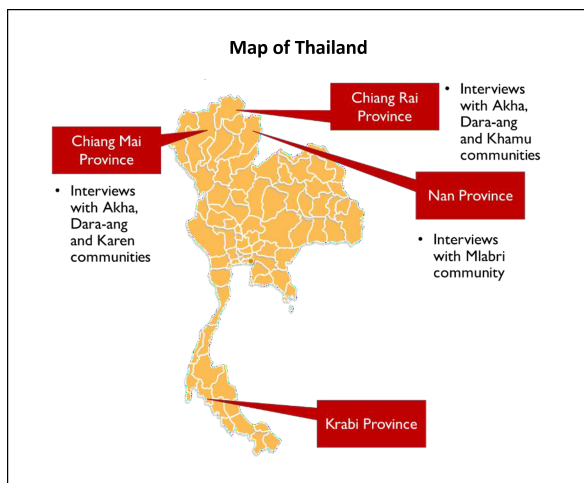 Map of Thailand
Chiang Rai
Province
• Interviews
with Akha,
Dara-ang
and Khamu
communities
Chiang Mai
Province
• Interviews
with Akha,
Dara-ang
and Karen
communities
Nan Province
• Interviews
with Mlabri
community
Krabi Province